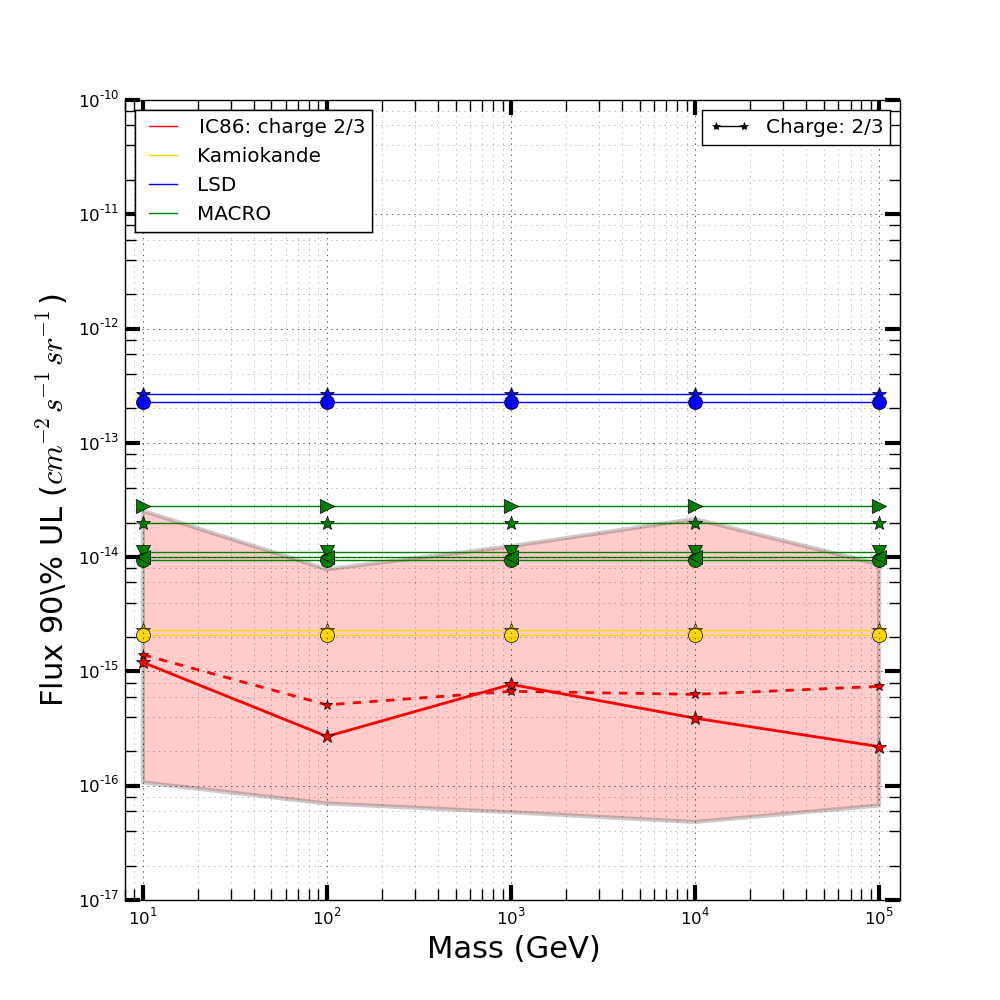 IC86: charge 2/3
Kamiokande
LSD
MACRO
Charge: 2/3
10^-10
10^-11
10^-12
10^-13
10^-14
10^-15
10^-16
10^-17
10^1 10^2 10^3 10^4 10^5
Mass (GeV)
Flux 90\% UL (cm^-2 s^-1 sr^-1)